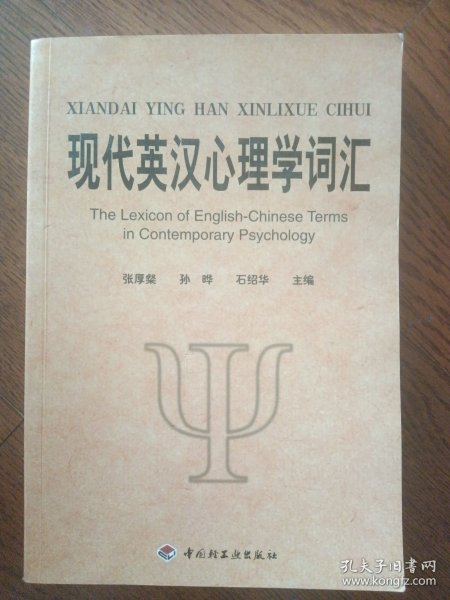 XIANDAI YING HAN XINLIXUE CIHUI
现代英汉心理学词汇
The Lexicon of English-Chinese Terms
in Contemporary Psychology
张厚粲 孙晔 石绍华 主编
Ψ
中国轻工业出版社
孔夫子旧书网
www.kongfz.com